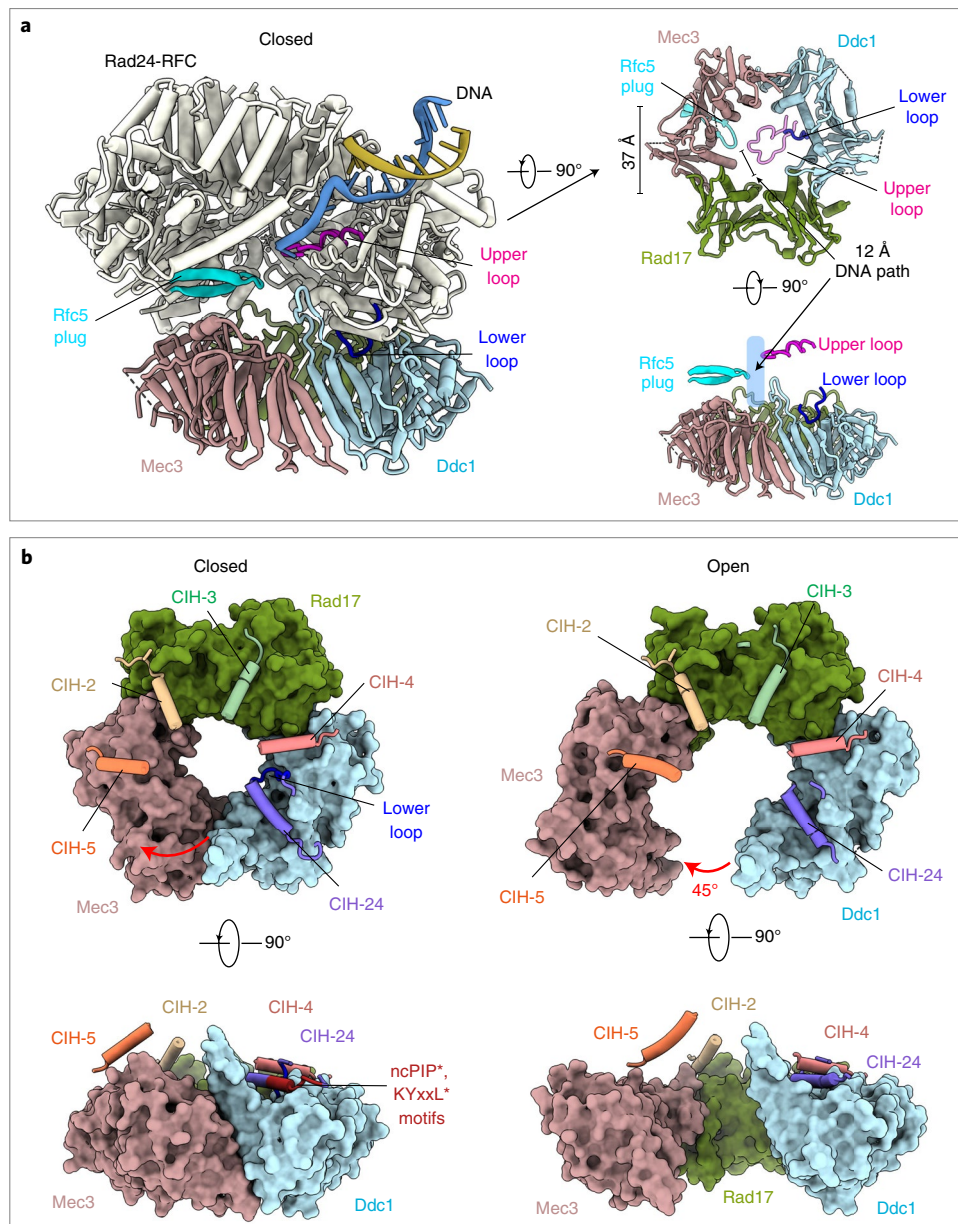 a
Closed
Rad24-RFC
DNA
Upper
loop
Rfc5
plug
Lower
loop
Mec3
Ddc1
90°
Mec3
Ddc1
Rfc5
plug
Lower
loop
37 Å
Upper
loop
Rad17
12 Å
DNA path
90°
Upper loop
Rfc5
plug
Lower loop
Mec3
Ddc1
b
Closed
CIH-3
Rad17
CIH-2
CIH-4
Lower
loop
CIH-5
Mec3
CIH-24
90°
Open
CIH-3
CIH-2
CIH-4
Mec3
CIH-24
CIH-5
45°
Ddc1
90°
CIH-2
CIH-4
CIH-5
CIH-24
ncPIP*,
KYxxL*
motifs
Mec3
Ddc1
CIH-2
CIH-5
CIH-4
CIH-24
Mec3
Rad17
Ddc1